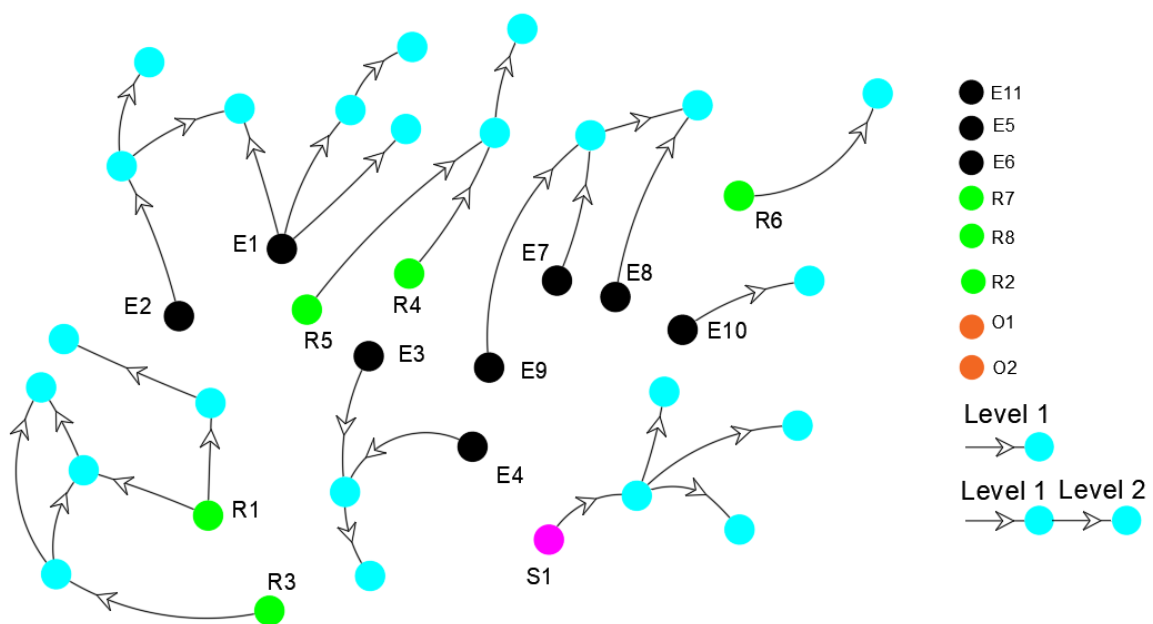 E1
E2
R5
R4
E7
E8
E9
R6
E10
E3
E4
R1
R3
S1
E11
E5
E6
R7
R8
R2
O1
O2
Level 1
Level 1 Level 2